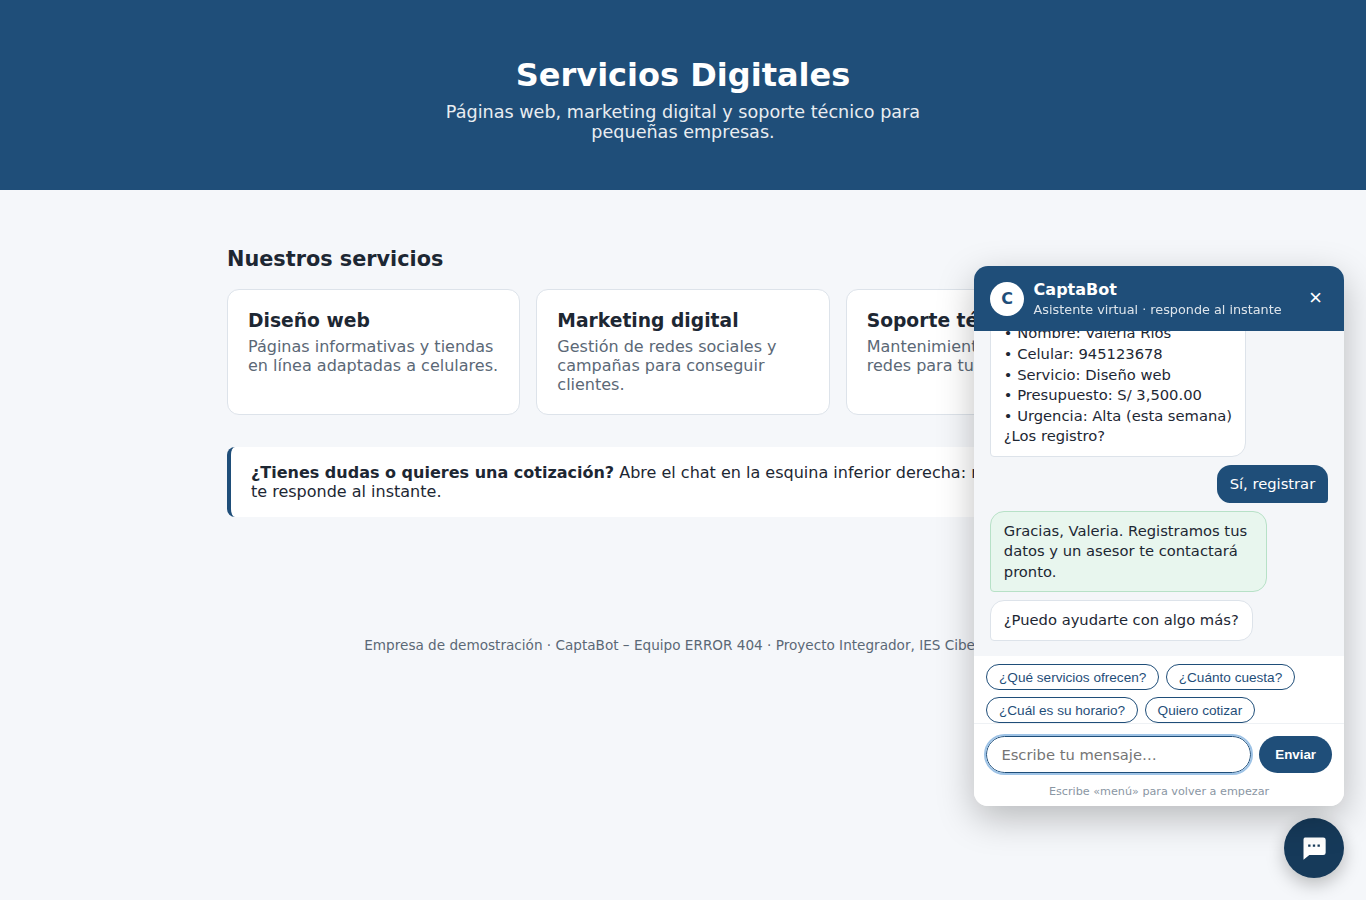 Servicios Digitales
Páginas web, marketing digital y soporte técnico para
pequeñas empresas.
Nuestros servicios
Diseño web
Páginas informativas y tiendas
en línea adaptadas a celulares.
Marketing digital
Gestión de redes sociales y
campañas para conseguir
clientes.
Soporte
redes para tu
¿Tienes dudas o quieres una cotización? Abre el chat en la esquina inferior derecha:
te responde al instante.
Empresa de demostración · CaptaBot – Equipo ERROR 404 · Proyecto Integrador, IES
C
CaptaBot
Asistente virtual · responde al instante
✕
• Nombre: Valeria Ríos
• Celular: 945123678
• Servicio: Diseño web
• Presupuesto: S/ 3,500.00
• Urgencia: Alta (esta semana)
¿Los registro?
Sí, registrar
Gracias, Valeria. Registramos tus
datos y un asesor te contactará
pronto.
¿Puedo ayudarte con algo más?
¿Qué servicios ofrecen?
¿Cuánto cuesta?
¿Cuál es su horario?
Quiero cotizar
Escribe tu mensaje...
Enviar
Escribe «menú» para volver a empezar